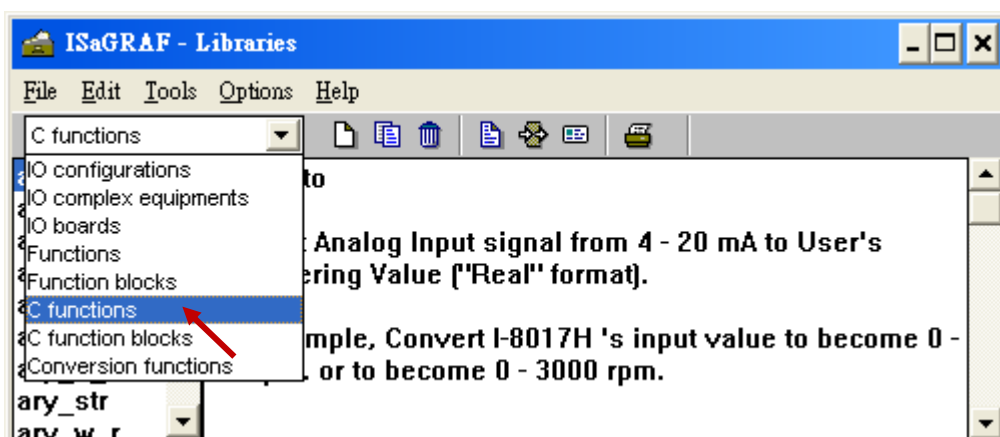 ISaGRAF - Libraries
File Edit Tools Options Help
C functions
IO configurations
IO complex equipments
IO boards
Functions
Function blocks
C functions
C function blocks
Conversion functions
ary_str
ary_w_r
to
Analog Input signal from 4 - 20 mA to User's
Value ("Real" format).
Convert I-8017H 's input value to become 0 -
or to become 0 - 3000 rpm.